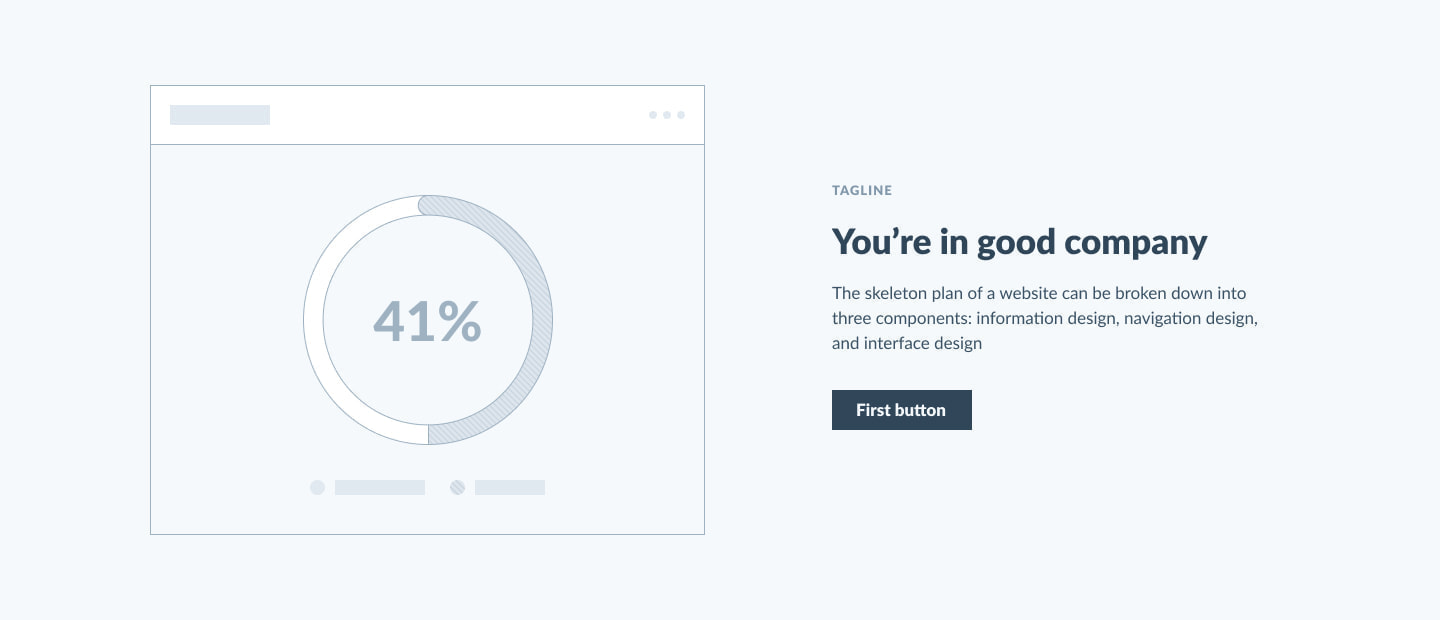 41%
TAGLINE
You’re in good company
The skeleton plan of a website can be broken down into
three components: information design, navigation design,
and interface design
First button